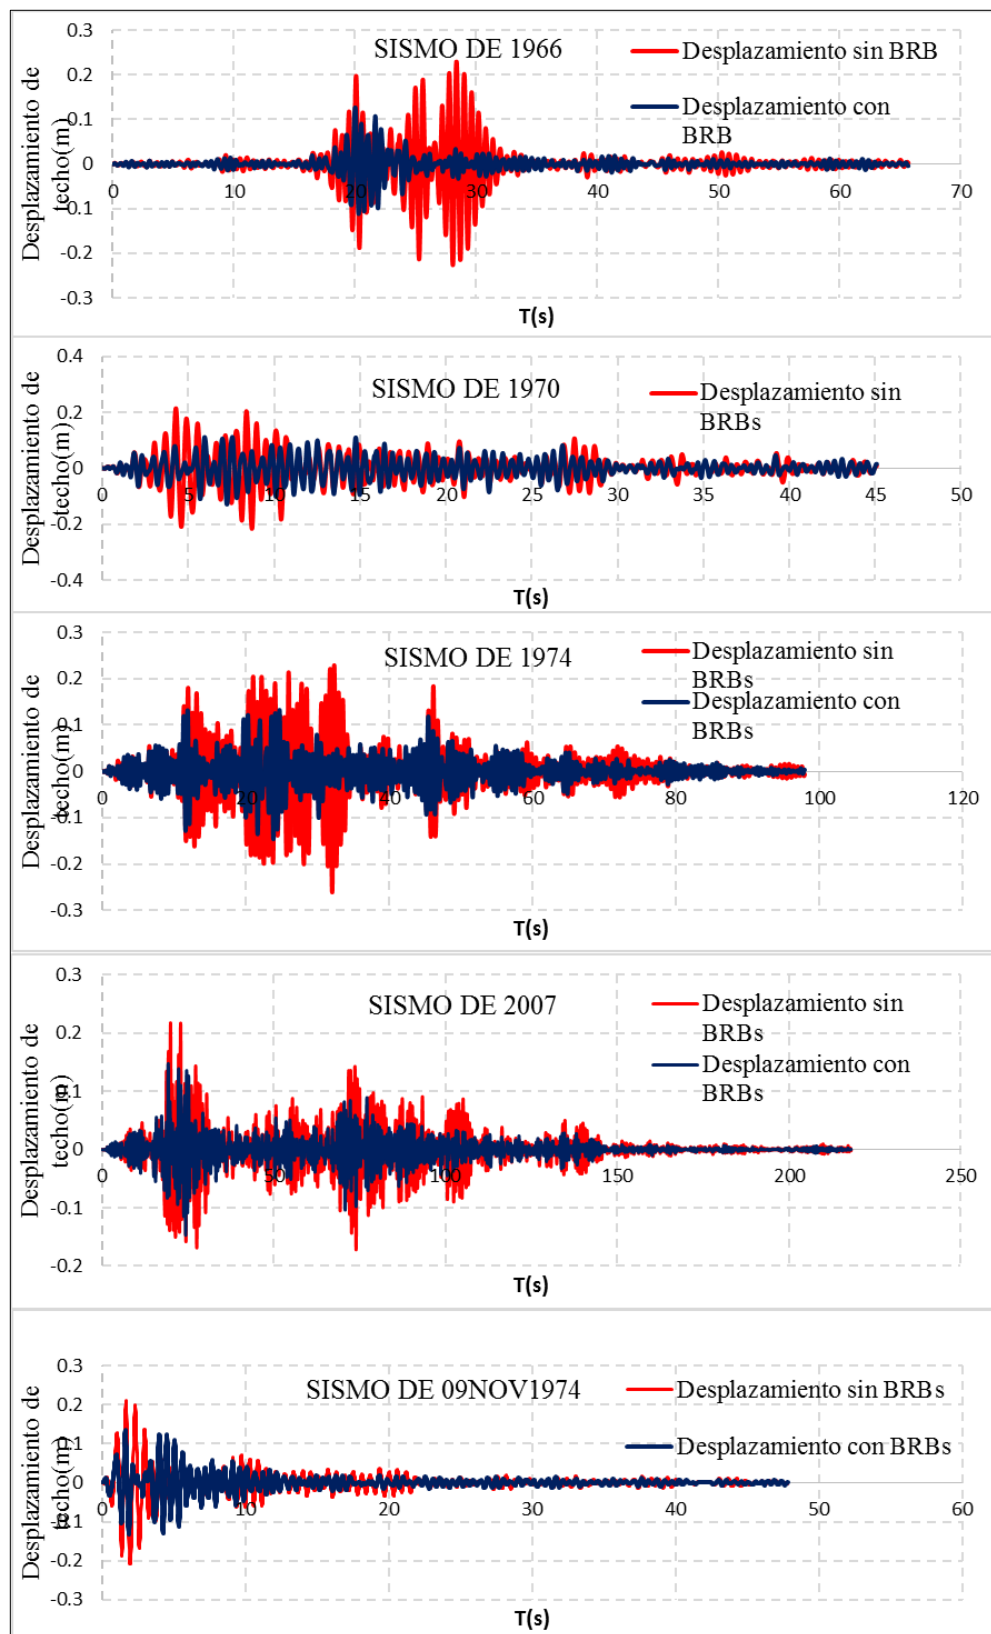 SISMO DE 1966
Desplazamiento sin BRB
Desplazamiento con
BRB
Desplazamiento de
techo(m)
0.3
0.2
0.1
0
-0.1
-0.2
-0.3
0 10 20 30 40 50 60 70
T(s)
SISMO DE 1970
Desplazamiento sin
BRBs
Desplazamiento de
techo(m)
0.4
0.2
0
-0.2
-0.4
0 5 10 15 20 25 30 35 40 45 50
T(s)
SISMO DE 1974
Desplazamiento sin
BRBs
Desplazamiento con
BRBs
Desplazamiento de
techo(m)
0.3
0.2
0.1
0
-0.1
-0.2
-0.3
0 20 40 60 80 100 120
T(s)
SISMO DE 2007
Desplazamiento sin
BRBs
Desplazamiento con
BRBs
Desplazamiento de
techo(m)
0.3
0.2
0.1
0
-0.1
-0.2
0 50 100 150 200 250
T(s)
SISMO DE 09NOV1974
Desplazamiento sin BRBs
Desplazamiento con BRBs
Desplazamiento de
techo(m)
0.3
0.2
0.1
0
-0.1
-0.2
-0.3
0 10 20 30 40 50 60
T(s)